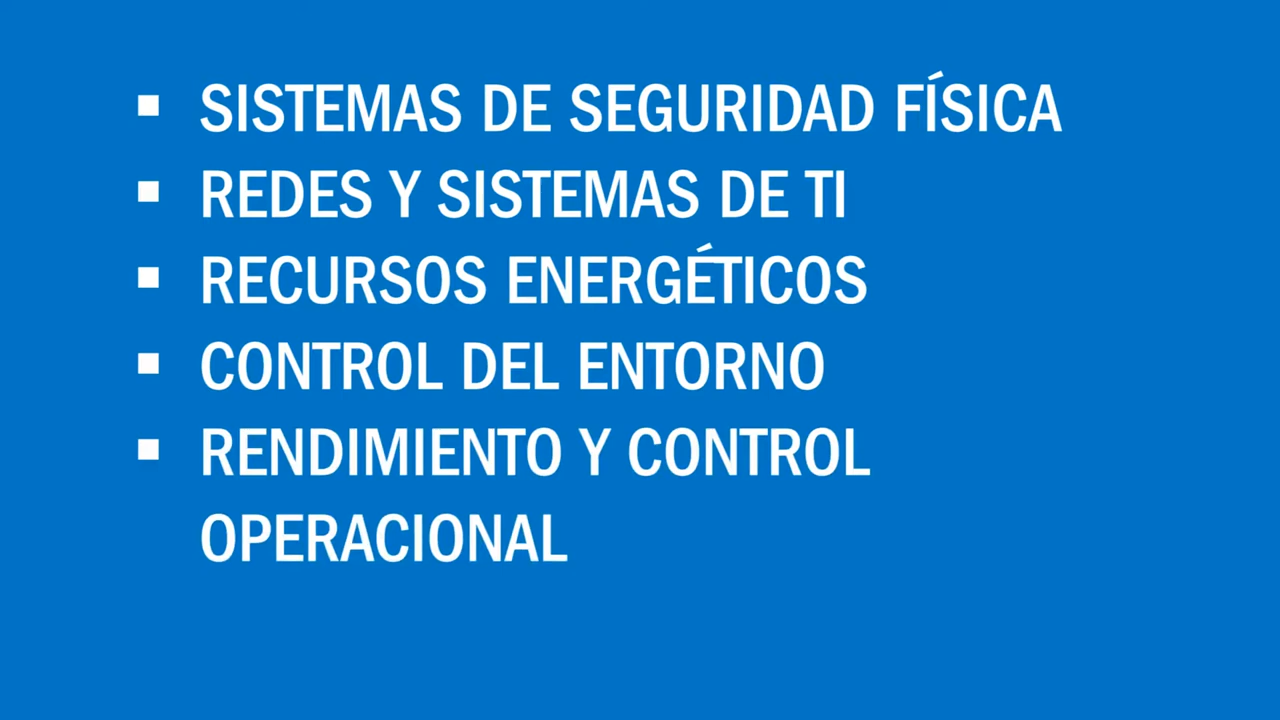 ▪ SISTEMAS DE SEGURIDAD FÍSICA
▪ REDES Y SISTEMAS DE TI
▪ RECURSOS ENERGÉTICOS
▪ CONTROL DEL ENTORNO
▪ RENDIMIENTO Y CONTROL
OPERACIONAL